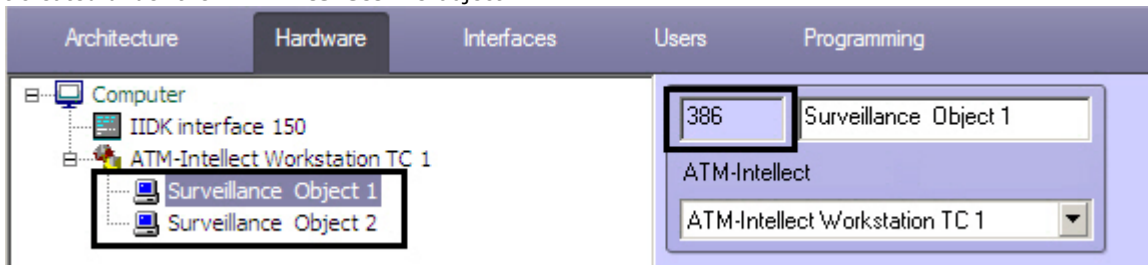 Architecture Hardware Interfaces Users Programming
Computer
IIDK interface 150
ATM-Intellect Workstation TC 1
Surveillance Object 1
Surveillance Object 2
386 Surveillance Object 1
ATM-Intellect
ATM-Intellect Workstation TC 1